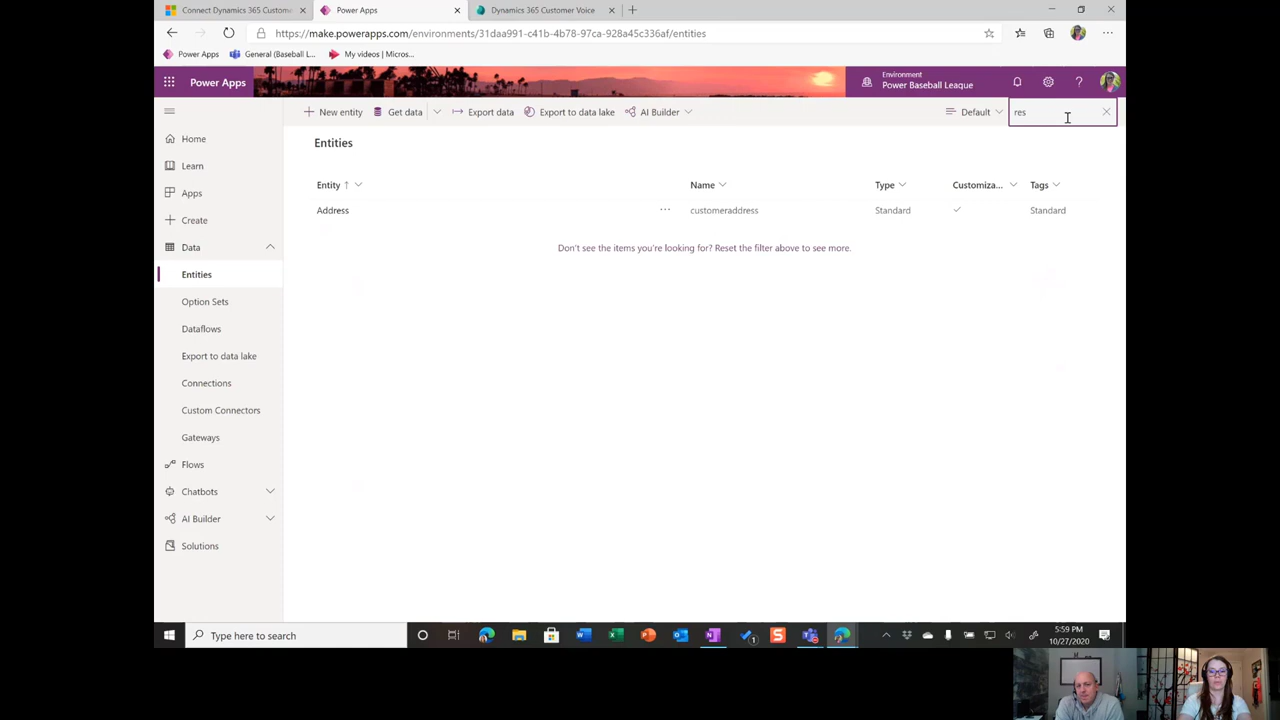 Connect Dynamics 365 Custome
Power Apps
Dynamics 365 Customer Voice
https://make.powerapps.com/environments/31daa991-c41b-4b78-97ca-928a45c336af/entities
Power Apps
General (Baseball L...
My videos | Micros...
Power Apps
Environment
Power Baseball League
New entity
Get data
Export data
Export to data lake
AI Builder
Default
res
Home
Learn
Apps
Create
Data
Entities
Option Sets
Dataflows
Export to data lake
Connections
Custom Connectors
Gateways
Flows
Chatbots
AI Builder
Solutions
Entities
Entity Name Type Customiza... Tags
Address customeraddress Standard Standard
Don't see the items you're looking for? Reset the filter above to see more.
Type here to search
5:59 PM
10/27/2020